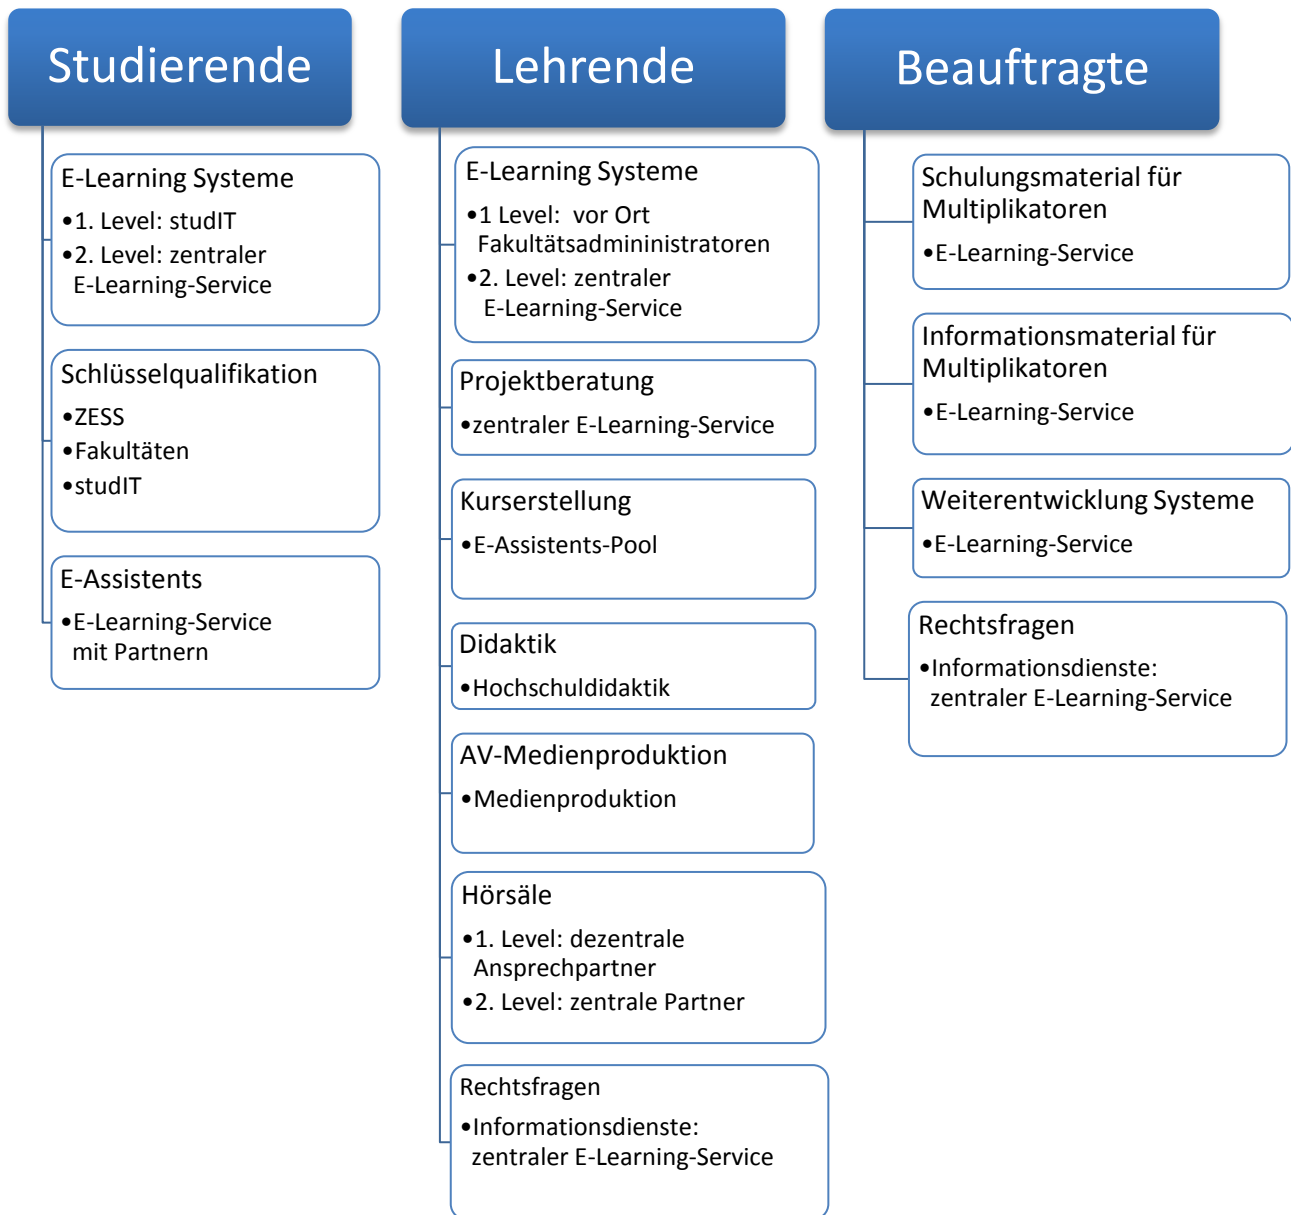 Studierende
E-Learning Systeme
•1. Level: studIT
•2. Level: zentraler
E-Learning-Service
Schlüsselqualifikation
•ZESS
•Fakultäten
•studIT
E-Assistents
•E-Learning-Service
mit Partnern
Lehrende
E-Learning Systeme
•1 Level: vor Ort
Fakultätsadmininistratoren
•2. Level: zentraler
E-Learning-Service
Projektberatung
•zentraler E-Learning-Service
Kurserstellung
•E-Assistents-Pool
Didaktik
•Hochschuldidaktik
AV-Medienproduktion
•Medienproduktion
Hörsäle
•1. Level: dezentrale
Ansprechpartner
•2. Level: zentrale Partner
Rechtsfragen
•Informationsdienste:
zentraler E-Learning-Service
Beauftragte
Schulungsmaterial für
Multiplikatoren
•E-Learning-Service
Informationsmaterial für
Multiplikatoren
•E-Learning-Service
Weiterentwicklung Systeme
•E-Learning-Service
Rechtsfragen
•Informationsdienste:
zentraler E-Learning-Service